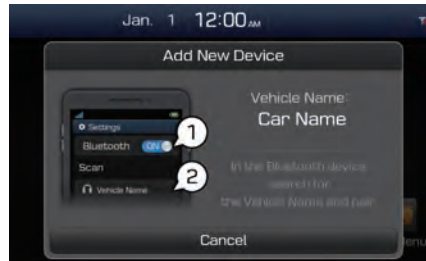 Jan. 1 12:00 AM
Add New Device
Settings
Bluetooth ON
1
Scan
Vehicle Name
2
Vehicle Name:
Car Name
In the Bluetooth device
search for
the Vehicle Name and pair
Cancel